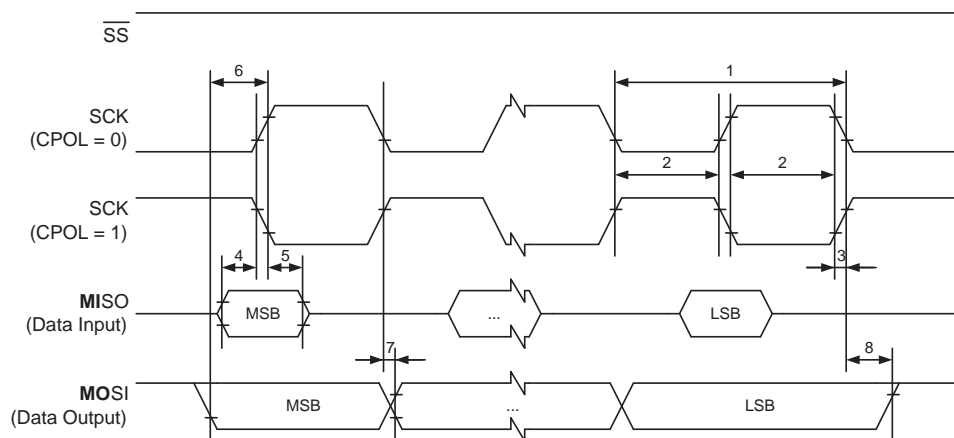 SS
6
1
SCK
(CPOL = 0)
2
2
SCK
(CPOL = 1)
4
5
3
MISO
(Data Input)
MSB
...
LSB
7
8
MOSI
(Data Output)
MSB
...
LSB